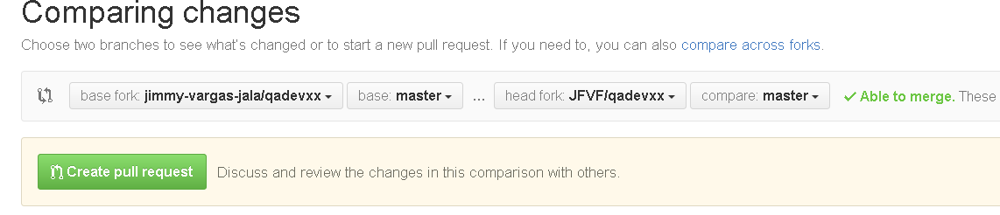 Comparing changes
Choose two branches to see what's changed or to start a new pull request. If you need to, you can also compare across forks.
base fork: jimmy-vargas-jala/qadevxx base: master ... head fork: JFVF/qadevxx compare: master Able to merge. These
Create pull request Discuss and review the changes in this comparison with others.